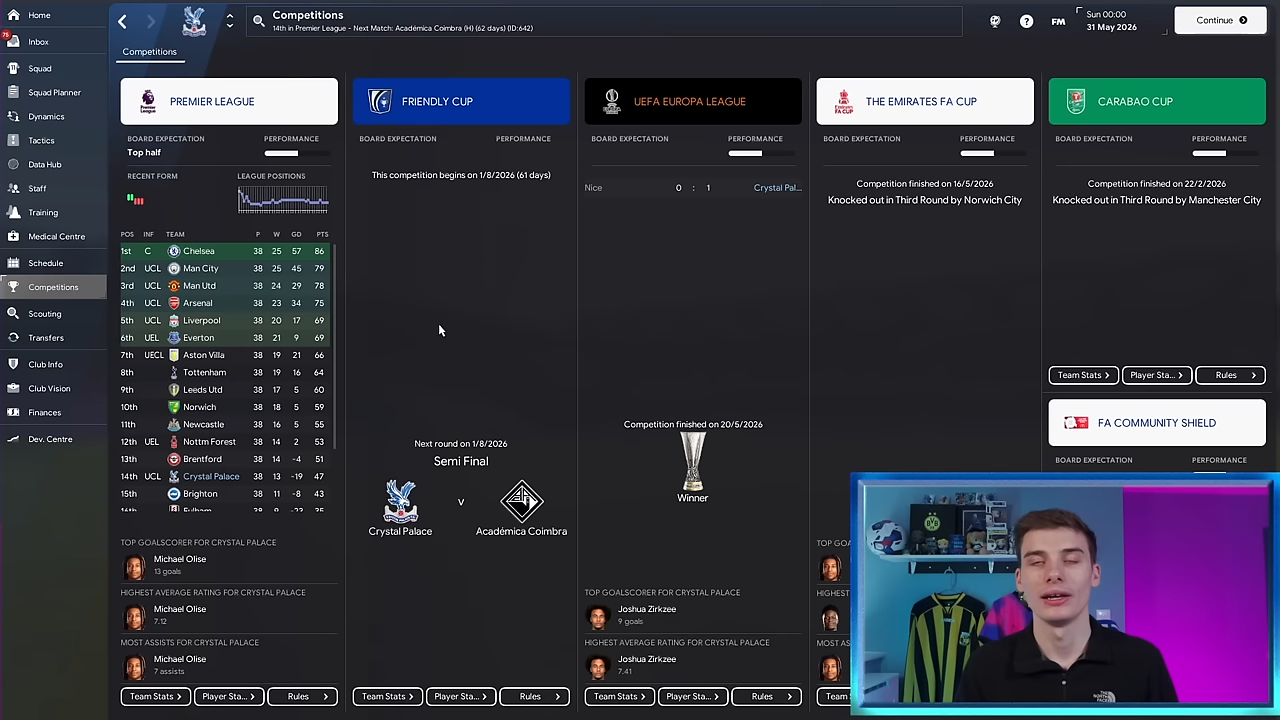 Home
75
Inbox
Squad
Squad Planner
Dynamics
Tactics
Data Hub
Staff
Training
Medical Centre
Schedule
Competitions
Scouting
Transfers
Club Info
Club Vision
Finances
Dev. Centre
Competitions
14th in Premier League - Next Match: Académica Coimbra (H) (62 days) (ID:642)
FM
Sun 00:00
31 May 2026
Continue
Competitions
PREMIER LEAGUE
BOARD EXPECTATION PERFORMANCE
Top half
RECENT FORM LEAGUE POSITIONS
POS INF TEAM P W GD PTS
1st C Chelsea 38 25 57 86
2nd UCL Man City 38 25 45 79
3rd UCL Man Utd 38 24 29 78
4th UCL Arsenal 38 23 34 75
5th UCL Liverpool 38 20 17 69
6th UEL Everton 38 21 9 69
7th UECL Aston Villa 38 19 21 66
8th Tottenham 38 19 16 64
9th Leeds Utd 38 17 5 60
10th Norwich 38 18 5 59
11th Newcastle 38 16 5 55
12th UEL Nottm Forest 38 14 2 53
13th Brentford 38 14 -4 51
14th UCL Crystal Palace 38 13 -19 47
15th Brighton 38 11 -8 43
16th Fulham 38 9 -23 35
TOP GOALSCORER FOR CRYSTAL PALACE
Michael Olise
13 goals
HIGHEST AVERAGE RATING FOR CRYSTAL PALACE
Michael Olise
7.12
MOST ASSISTS FOR CRYSTAL PALACE
Michael Olise
7 assists
Team Stats Player Sta... Rules
FRIENDLY CUP
BOARD EXPECTATION PERFORMANCE
This competition begins on 1/8/2026 (61 days)
Next round on 1/8/2026
Semi Final
Crystal Palace v Académica Coimbra
Team Stats Player Sta... Rules
UEFA EUROPA LEAGUE
BOARD EXPECTATION PERFORMANCE
Nice 0 : 1 Crystal Pal...
Competition finished on 20/5/2026
Winner
TOP GOALSCORER FOR CRYSTAL PALACE
Joshua Zirkzee
9 goals
HIGHEST AVERAGE RATING FOR CRYSTAL PALACE
Joshua Zirkzee
7.41
Team Stats Player Sta... Rules
THE EMIRATES FA CUP
BOARD EXPECTATION PERFORMANCE
Competition finished on 16/5/2026
Knocked out in Third Round by Norwich City
TOP GOA
HIGHES
MOST AS
Team
CARABAO CUP
BOARD EXPECTATION PERFORMANCE
Competition finished on 22/2/2026
Knocked out in Third Round by Manchester City
Team Stats Player Sta... Rules
FA COMMUNITY SHIELD
BOARD EXPECTATION PERFORMANCE